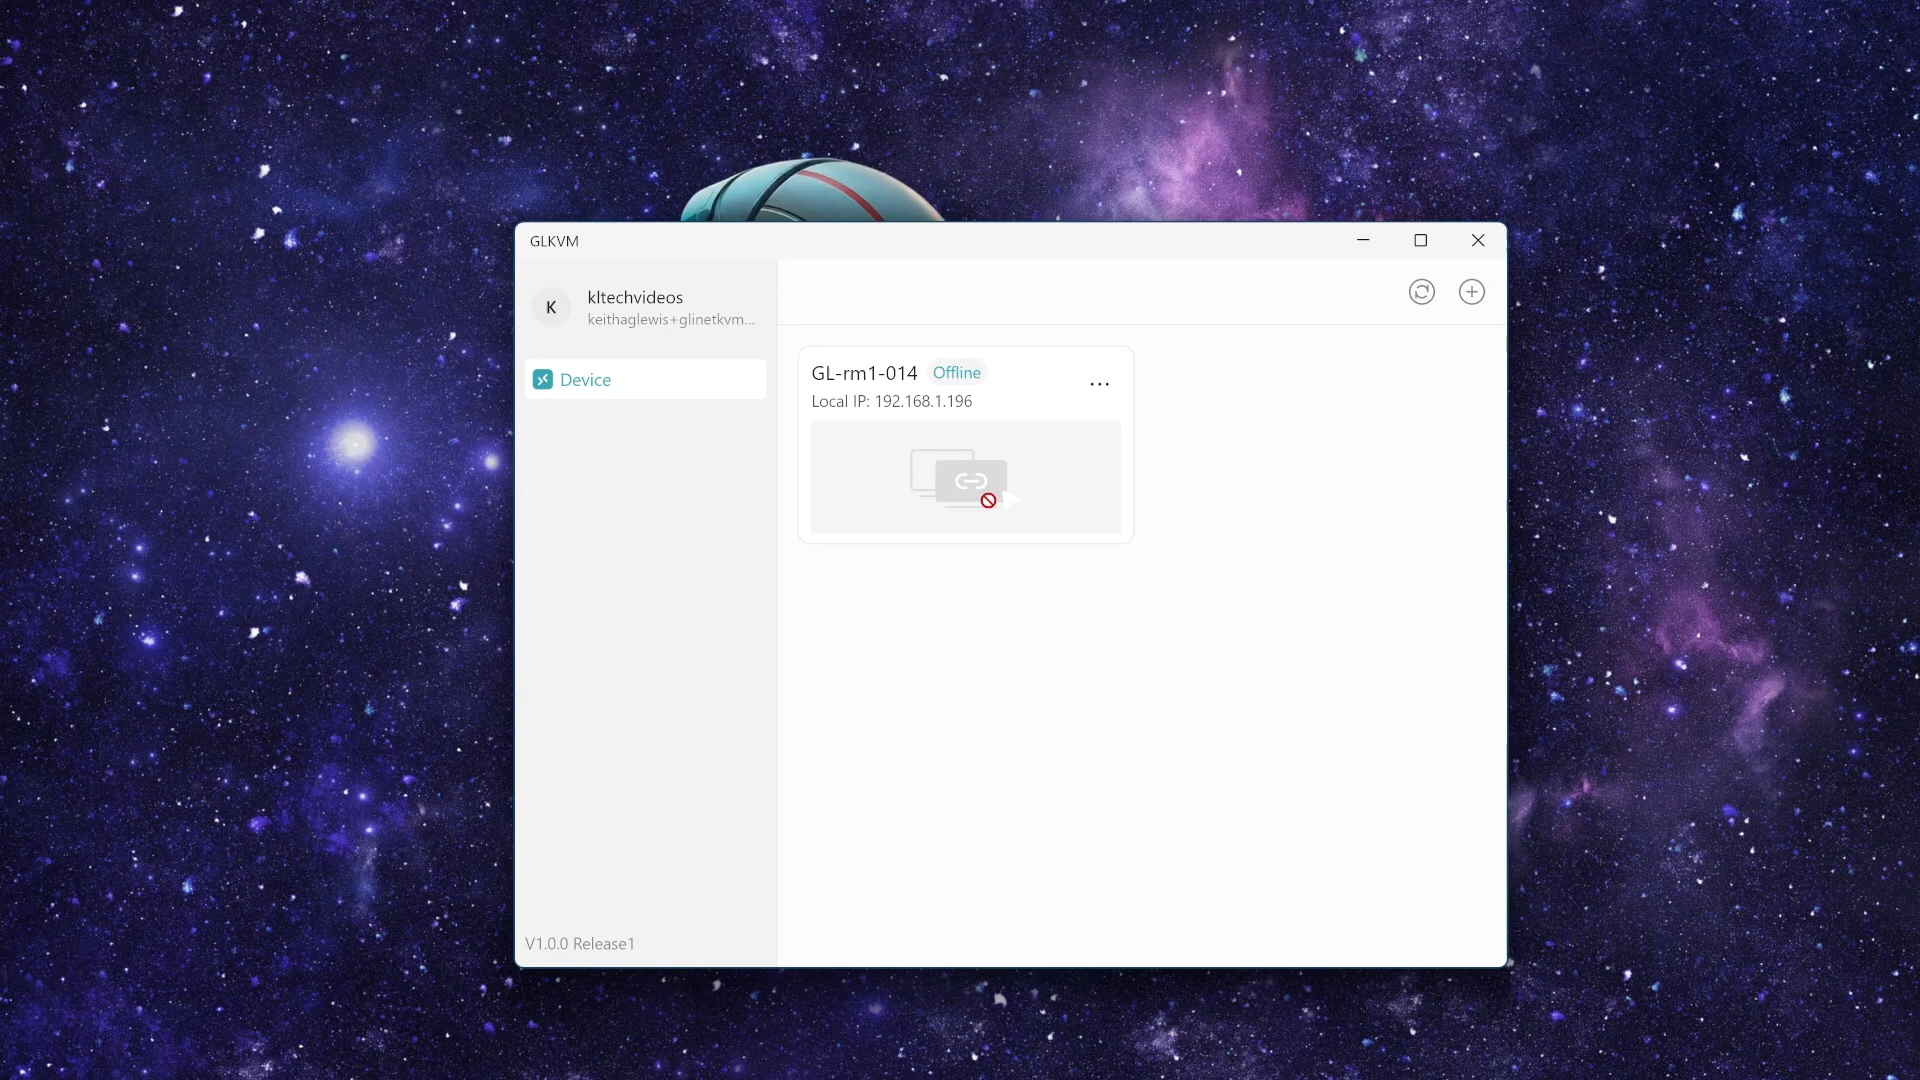 GLKVM
K
kltechvideos
keithaglewis+glinetkvm...
Device
GL-rm1-014 Offline
Local IP: 192.168.1.196
V1.0.0 Release1